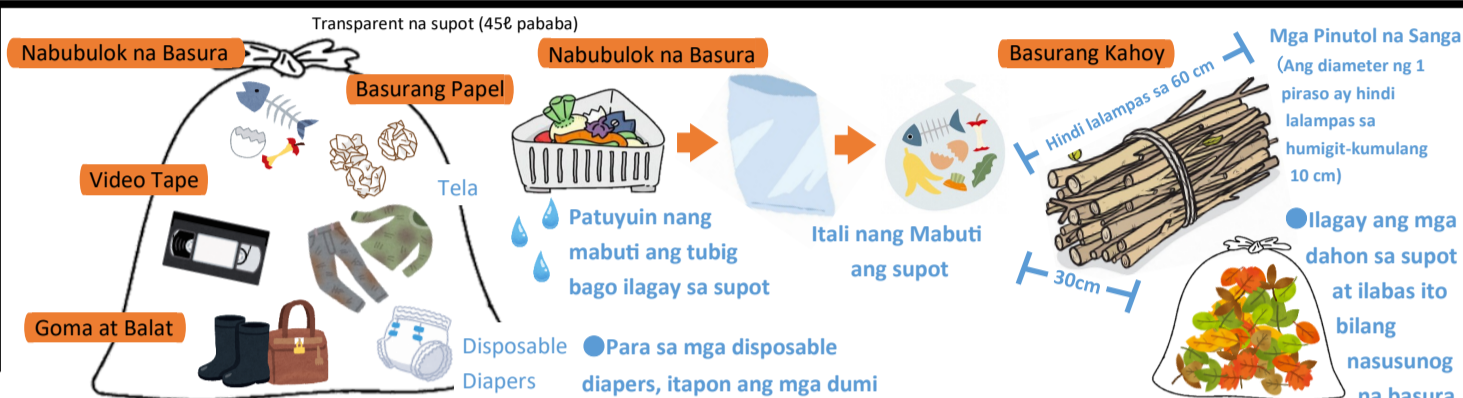 Transparent na supot (45ℓ pababa)
Nabubulok na Basura
Basurang Papel
Video Tape
Tela
Goma at Balat
Disposable
Diapers
Nabubulok na Basura
Patuyuin nang
mabuti ang tubig
bago ilagay sa supot
Itali nang Mabuti
ang supot
●Para sa mga disposable
diapers, itapon ang mga dumi
Basurang Kahoy
Hindi lalampas sa 60 cm
30cm
Mga Pinutol na Sanga
(Ang diameter ng 1
piraso ay hindi
lalampas sa
humigit-kumulang
10 cm)
●Ilagay ang mga
dahon sa supot
at ilabas ito
bilang
nasusunog
na basura